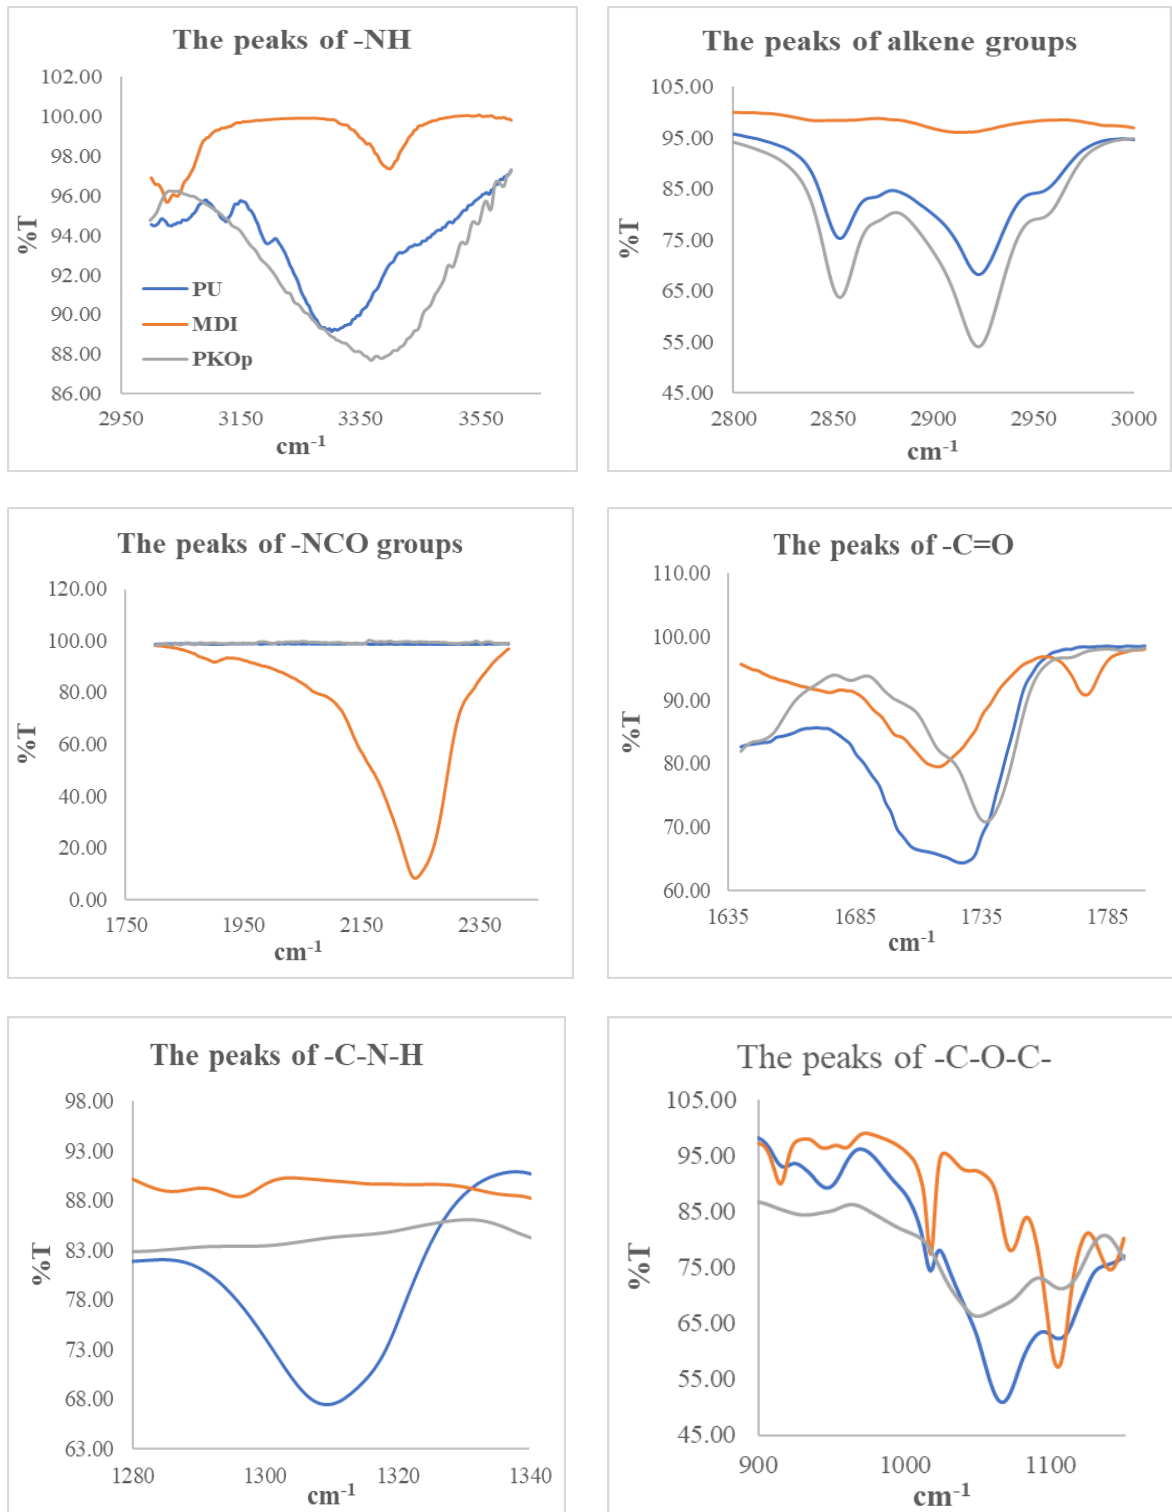 The peaks of -NH
102.00
100.00
98.00
96.00
94.00
92.00
90.00
88.00
86.00
%T
PU
MDI
PKOp
2950 3150 3350 3550
cm-1
The peaks of alkene groups
105.00
95.00
85.00
75.00
65.00
55.00
45.00
%T
2800 2850 2900 2950 3000
cm-1
The peaks of -NCO groups
120.00
100.00
80.00
60.00
40.00
20.00
0.00
%T
1750 1950 2150 2350
cm-1
The peaks of -C=O
110.00
100.00
90.00
80.00
70.00
60.00
%T
1635 1685 1735 1785
cm-1
The peaks of -C-N-H
98.00
93.00
88.00
83.00
78.00
73.00
68.00
63.00
%T
1280 1300 1320 1340
cm-1
The peaks of -C-O-C-
105.00
95.00
85.00
75.00
65.00
55.00
45.00
%T
900 1000 1100
cm-1